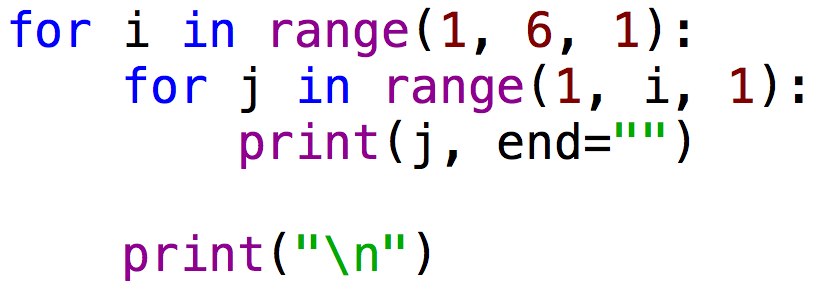 for i in range(1, 6, 1):
    for j in range(1, i, 1):
        print(j, end="")
    print("\n")